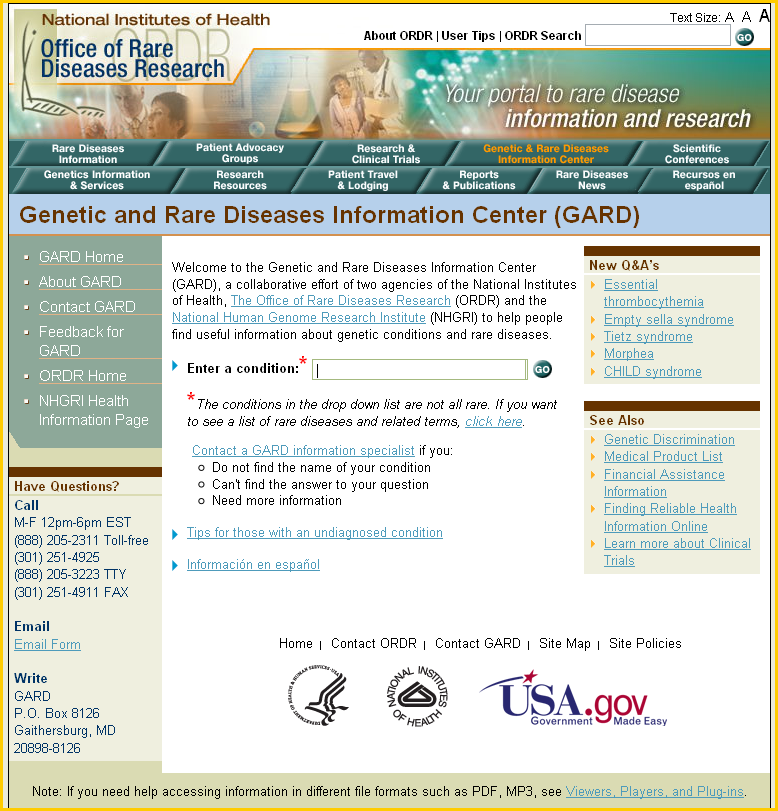 National Institutes of Health
Office of Rare
Diseases Research
ORDR
Text Size: A A A
About ORDR | User Tips | ORDR Search
GO
Your portal to rare disease
information and research
Rare Diseases
Information
Patient Advocacy
Groups
Research &
Clinical Trials
Genetic & Rare Diseases
Information Center
Scientific
Conferences
Genetics Information
& Services
Research
Resources
Patient Travel
& Lodging
Reports
& Publications
Rare Diseases
News
Recursos en
español
Genetic and Rare Diseases Information Center (GARD)
GARD Home
About GARD
Contact GARD
Feedback for
GARD
ORDR Home
NHGRI Health
Information Page
Have Questions?
Call
M-F 12pm-6pm EST
(888) 205-2311 Toll-free
(301) 251-4925
(888) 205-3223 TTY
(301) 251-4911 FAX
Email
Email Form
Write
GARD
P.O. Box 8126
Gaithersburg, MD
20898-8126
Welcome to the Genetic and Rare Diseases Information Center
(GARD), a collaborative effort of two agencies of the National Institutes
of Health, The Office of Rare Diseases Research (ORDR) and the
National Human Genome Research Institute (NHGRI) to help people
find useful information about genetic conditions and rare diseases.
Enter a condition:* GO
*The conditions in the drop down list are not all rare. If you want
to see a list of rare diseases and related terms, click here.
Contact a GARD information specialist if you:
Do not find the name of your condition
Can't find the answer to your question
Need more information
Tips for those with an undiagnosed condition
Información en español
New Q&A's
Essential
thrombocythemia
Empty sella syndrome
Tietz syndrome
Morphea
CHILD syndrome
See Also
Genetic Discrimination
Medical Product List
Financial Assistance
Information
Finding Reliable Health
Information Online
Learn more about Clinical
Trials
Home | Contact ORDR | Contact GARD | Site Map | Site Policies
DEPARTMENT OF HEALTH & HUMAN SERVICES•USA
NATIONAL INSTITUTES OF HEALTH
USA.gov
Government Made Easy
Note: If you need help accessing information in different file formats such as PDF, MP3, see Viewers, Players, and Plug-ins.